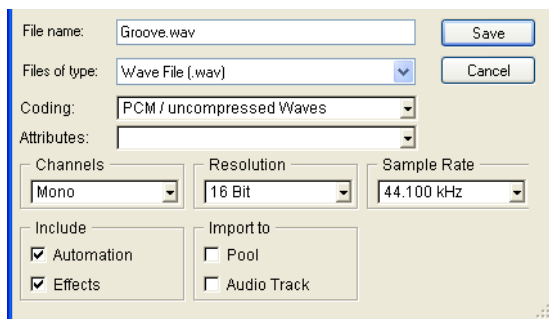 File name: Groove.wav Save
Files of type: Wave File (.wav) Cancel
Coding: PCM / uncompressed Waves
Attributes:
Channels Resolution Sample Rate
Mono 16 Bit 44.100 kHz
Include Import to
Automation Pool
Effects Audio Track